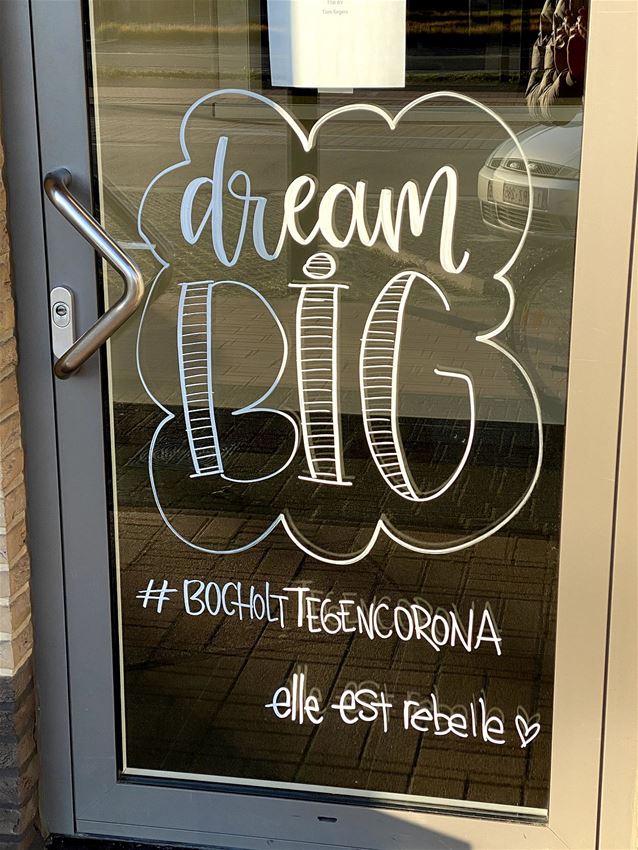 dream
BIG
#BOCHOLTTEGENCORONA
elle est rebelle